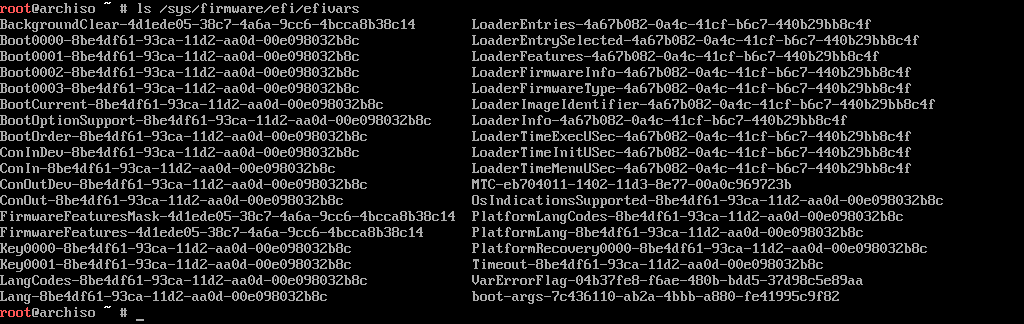 root@archiso ~ # ls /sys/firmware/efi/efivars
BackgroundClear-4d1ede05-38c7-4a6a-9cc6-4bcca8b38c14 LoaderEntries-4a67b082-0a4c-41cf-b6c7-440b29bb8c4f
Boot0000-8be4df61-93ca-11d2-aa0d-00e098032b8c LoaderEntrySelected-4a67b082-0a4c-41cf-b6c7-440b29bb8c4f
Boot0001-8be4df61-93ca-11d2-aa0d-00e098032b8c LoaderFeatures-4a67b082-0a4c-41cf-b6c7-440b29bb8c4f
Boot0002-8be4df61-93ca-11d2-aa0d-00e098032b8c LoaderFirmwareInfo-4a67b082-0a4c-41cf-b6c7-440b29bb8c4f
Boot0003-8be4df61-93ca-11d2-aa0d-00e098032b8c LoaderFirmwareType-4a67b082-0a4c-41cf-b6c7-440b29bb8c4f
BootCurrent-8be4df61-93ca-11d2-aa0d-00e098032b8c LoaderImageIdentifier-4a67b082-0a4c-41cf-b6c7-440b29bb8c4f
BootOptionSupport-8be4df61-93ca-11d2-aa0d-00e098032b8c LoaderInfo-4a67b082-0a4c-41cf-b6c7-440b29bb8c4f
BootOrder-8be4df61-93ca-11d2-aa0d-00e098032b8c LoaderTimeExecUSec-4a67b082-0a4c-41cf-b6c7-440b29bb8c4f
ConInDev-8be4df61-93ca-11d2-aa0d-00e098032b8c LoaderTimeInitUSec-4a67b082-0a4c-41cf-b6c7-440b29bb8c4f
ConIn-8be4df61-93ca-11d2-aa0d-00e098032b8c LoaderTimeMenuUSec-4a67b082-0a4c-41cf-b6c7-440b29bb8c4f
ConOutDev-8be4df61-93ca-11d2-aa0d-00e098032b8c MTC-eb704011-1402-11d3-8e77-00a0c969723b
ConOut-8be4df61-93ca-11d2-aa0d-00e098032b8c OsIndicationsSupported-8be4df61-93ca-11d2-aa0d-00e098032b8c
FirmwareFeaturesMask-4d1ede05-38c7-4a6a-9cc6-4bcca8b38c14 PlatformLangCodes-8be4df61-93ca-11d2-aa0d-00e098032b8c
FirmwareFeatures-4d1ede05-38c7-4a6a-9cc6-4bcca8b38c14 PlatformLang-8be4df61-93ca-11d2-aa0d-00e098032b8c
Key0000-8be4df61-93ca-11d2-aa0d-00e098032b8c PlatformRecovery0000-8be4df61-93ca-11d2-aa0d-00e098032b8c
Key0001-8be4df61-93ca-11d2-aa0d-00e098032b8c Timeout-8be4df61-93ca-11d2-aa0d-00e098032b8c
LangCodes-8be4df61-93ca-11d2-aa0d-00e098032b8c VarErrorFlag-04b37fe8-f6ae-480b-bdd5-37d98c5e89aa
Lang-8be4df61-93ca-11d2-aa0d-00e098032b8c boot-args-7c436110-ab2a-4bbb-a880-fe41995c9f82
root@archiso ~ # _